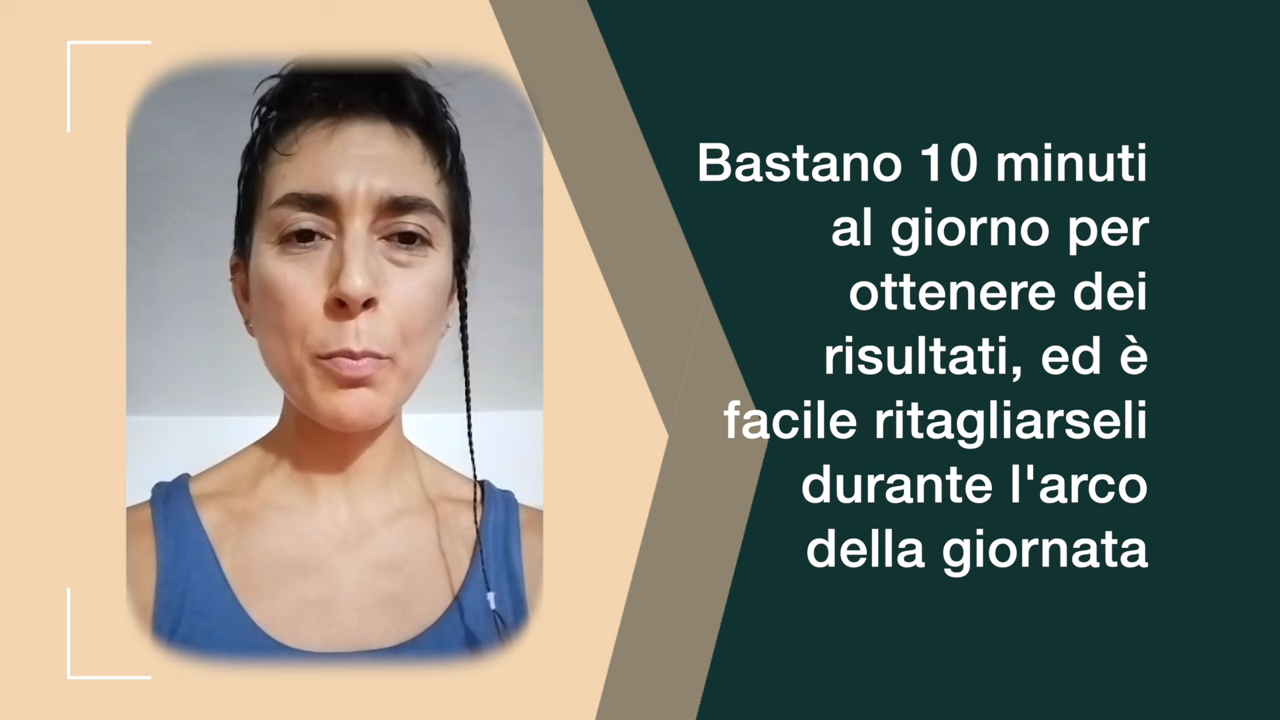 Bastano 10 minuti
al giorno per
ottenere dei
risultati, ed è
facile ritagliarseli
durante l'arco
della giornata